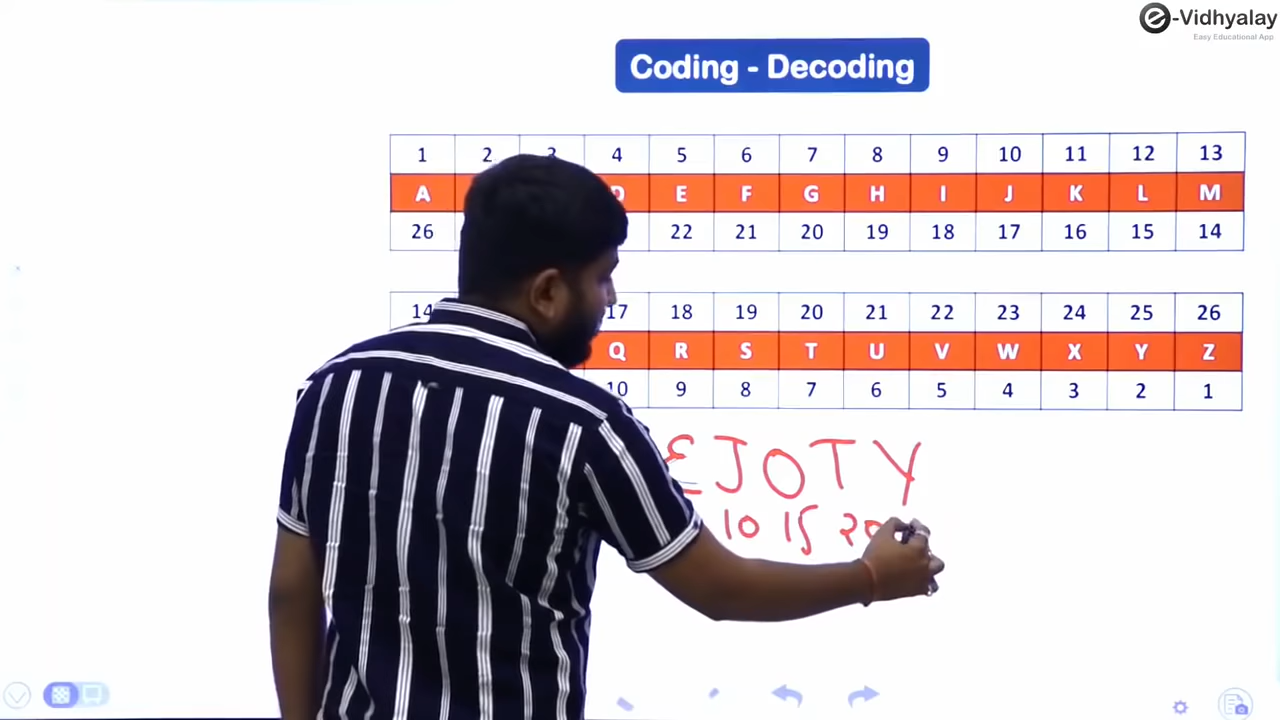 e-Vidhyalay
Easy Educational App
Coding - Decoding
1 2 3 4 5 6 7 8 9 10 11 12 13
A D E F G H I J K L M
26 22 21 20 19 18 17 16 15 14
14 17 18 19 20 21 22 23 24 25 26
Q R S T U V W X Y Z
10 9 8 7 6 5 4 3 2 1
E J O T Y
10 15 20